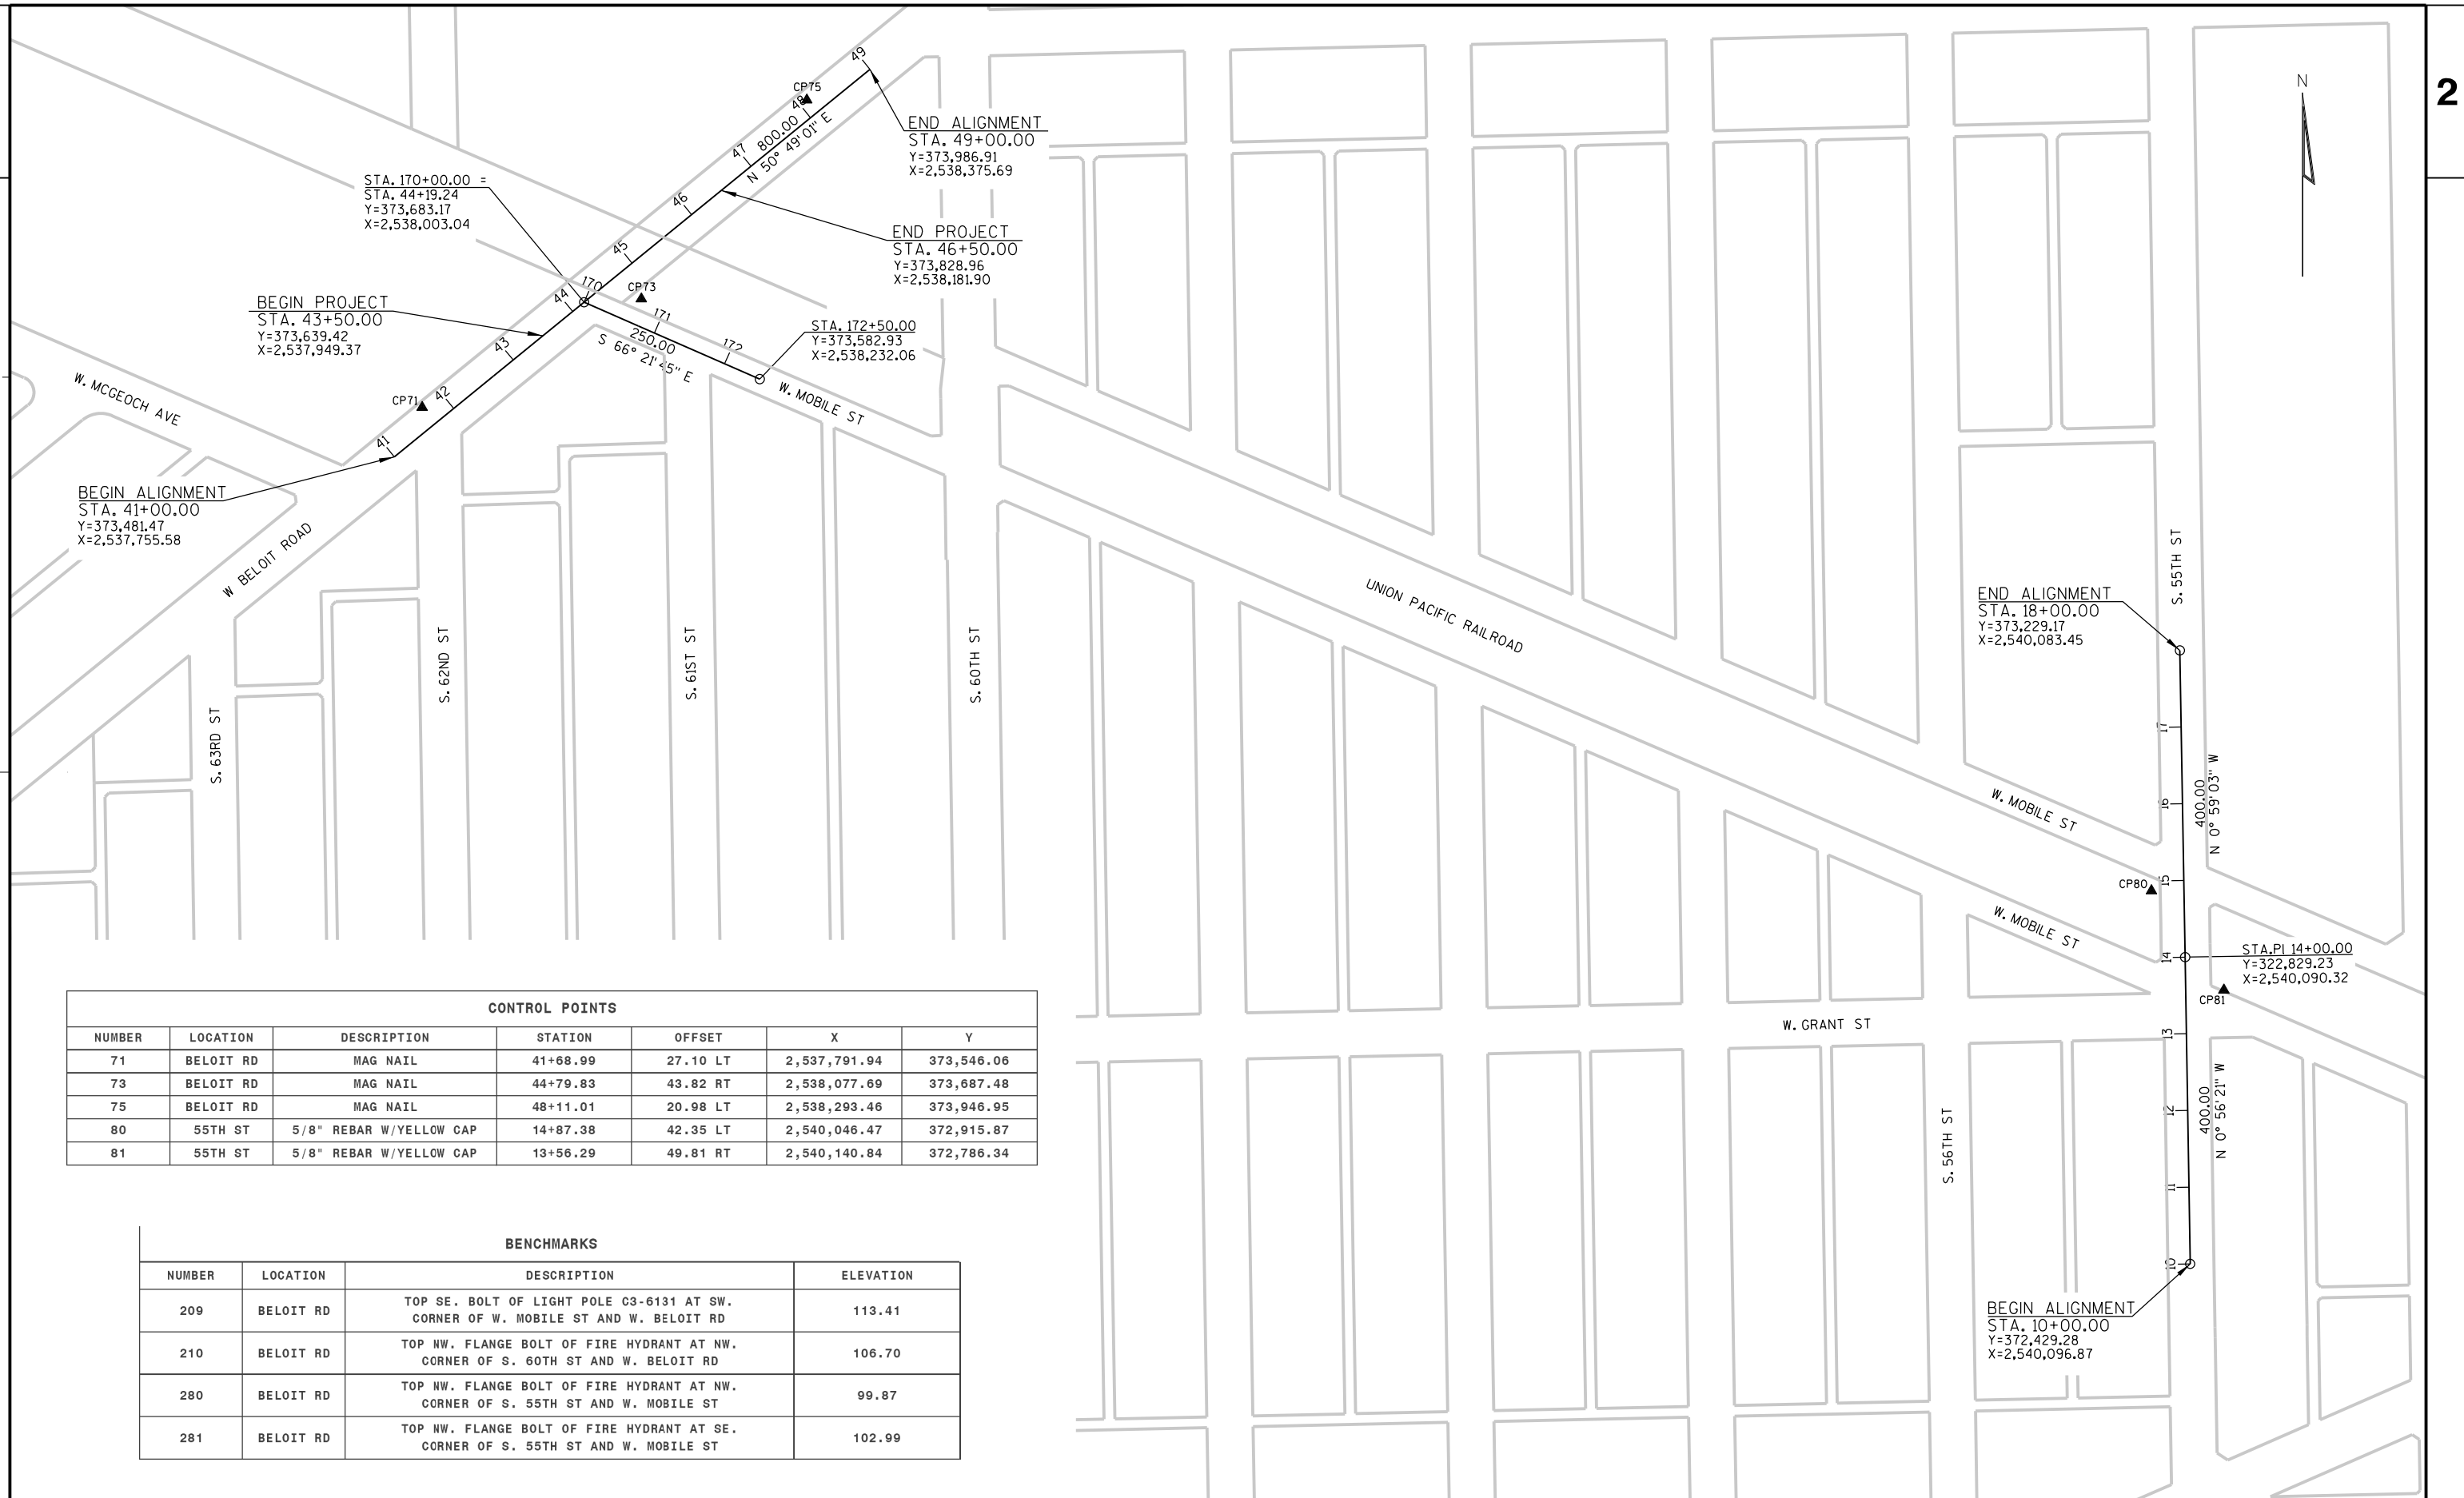 2
N
49
CP75
48
800.00
N 50° 49' 01" E
47
46
45
44
43
42
41
END ALIGNMENT
STA. 49+00.00
Y=373,986.91
X=2,538,375.69
STA. 170+00.00 =
STA. 44+19.24
Y=373,683.17
X=2,538,003.04
END PROJECT
STA. 46+50.00
Y=373,828.96
X=2,538,181.90
BEGIN PROJECT
STA. 43+50.00
Y=373,639.42
X=2,537,949.37
170
CP73
171
250.00
S 66° 21' 45" E
172
STA. 172+50.00
Y=373,582.93
X=2,538,232.06
W. MOBILE ST
W. MCGEOCH AVE
CP71
BEGIN ALIGNMENT
STA. 41+00.00
Y=373,481.47
X=2,537,755.58
W BELOIT ROAD
S. 63RD ST
S. 62ND ST
S. 61ST ST
S. 60TH ST
UNION PACIFIC RAILROAD
S. 55TH ST
END ALIGNMENT
STA. 18+00.00
Y=373,229.17
X=2,540,083.45
17
16
400.00
N 0° 59' 03" W
W. MOBILE ST
15
CP80
W. MOBILE ST
14
STA.PI 14+00.00
Y=322,829.23
X=2,540,090.32
CP81
13
W. GRANT ST
12
400.00
N 0° 56' 21" W
S. 56TH ST
11
10
BEGIN ALIGNMENT
STA. 10+00.00
Y=372,429.28
X=2,540,096.87
CONTROL POINTS
NUMBER LOCATION DESCRIPTION STATION OFFSET X Y
71 BELOIT RD MAG NAIL 41+68.99 27.10 LT 2,537,791.94 373,546.06
73 BELOIT RD MAG NAIL 44+79.83 43.82 RT 2,538,077.69 373,687.48
75 BELOIT RD MAG NAIL 48+11.01 20.98 LT 2,538,293.46 373,946.95
80 55TH ST 5/8" REBAR W/YELLOW CAP 14+87.38 42.35 LT 2,540,046.47 372,915.87
81 55TH ST 5/8" REBAR W/YELLOW CAP 13+56.29 49.81 RT 2,540,140.84 372,786.34
BENCHMARKS
NUMBER LOCATION DESCRIPTION ELEVATION
209 BELOIT RD TOP SE. BOLT OF LIGHT POLE C3-6131 AT SW.
CORNER OF W. MOBILE ST AND W. BELOIT RD 113.41
210 BELOIT RD TOP NW. FLANGE BOLT OF FIRE HYDRANT AT NW.
CORNER OF S. 60TH ST AND W. BELOIT RD 106.70
280 BELOIT RD TOP NW. FLANGE BOLT OF FIRE HYDRANT AT NW.
CORNER OF S. 55TH ST AND W. MOBILE ST 99.87
281 BELOIT RD TOP NW. FLANGE BOLT OF FIRE HYDRANT AT SE.
CORNER OF S. 55TH ST AND W. MOBILE ST 102.99